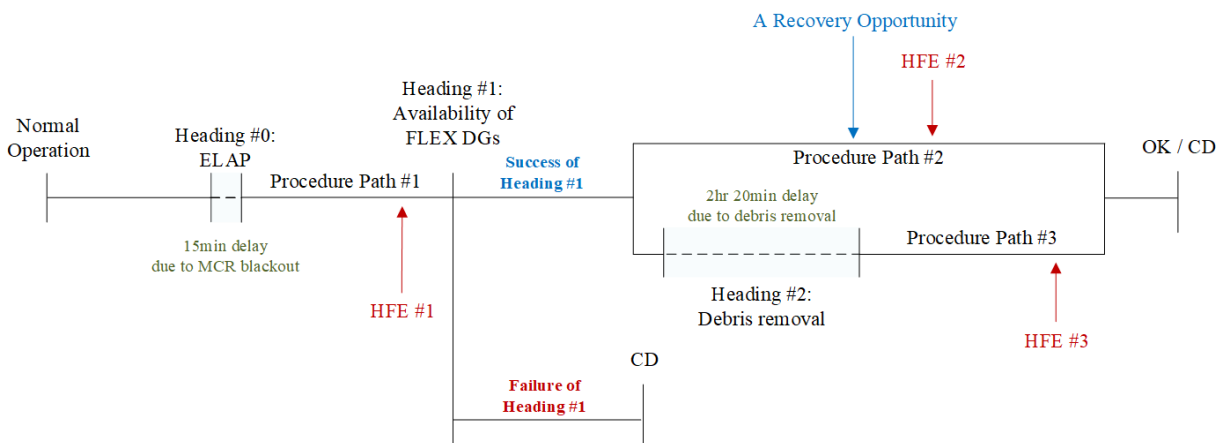 A Recovery Opportunity
HFE #2
Heading #1:
Availability of
FLEX DGs
Normal
Operation
Heading #0:
ELAP
Procedure Path #1
Success of
Heading #1
Procedure Path #2
OK / CD
2hr 20min delay
due to debris removal
Procedure Path #3
15min delay
due to MCR blackout
HFE #1
Heading #2:
Debris removal
HFE #3
CD
Failure of
Heading #1